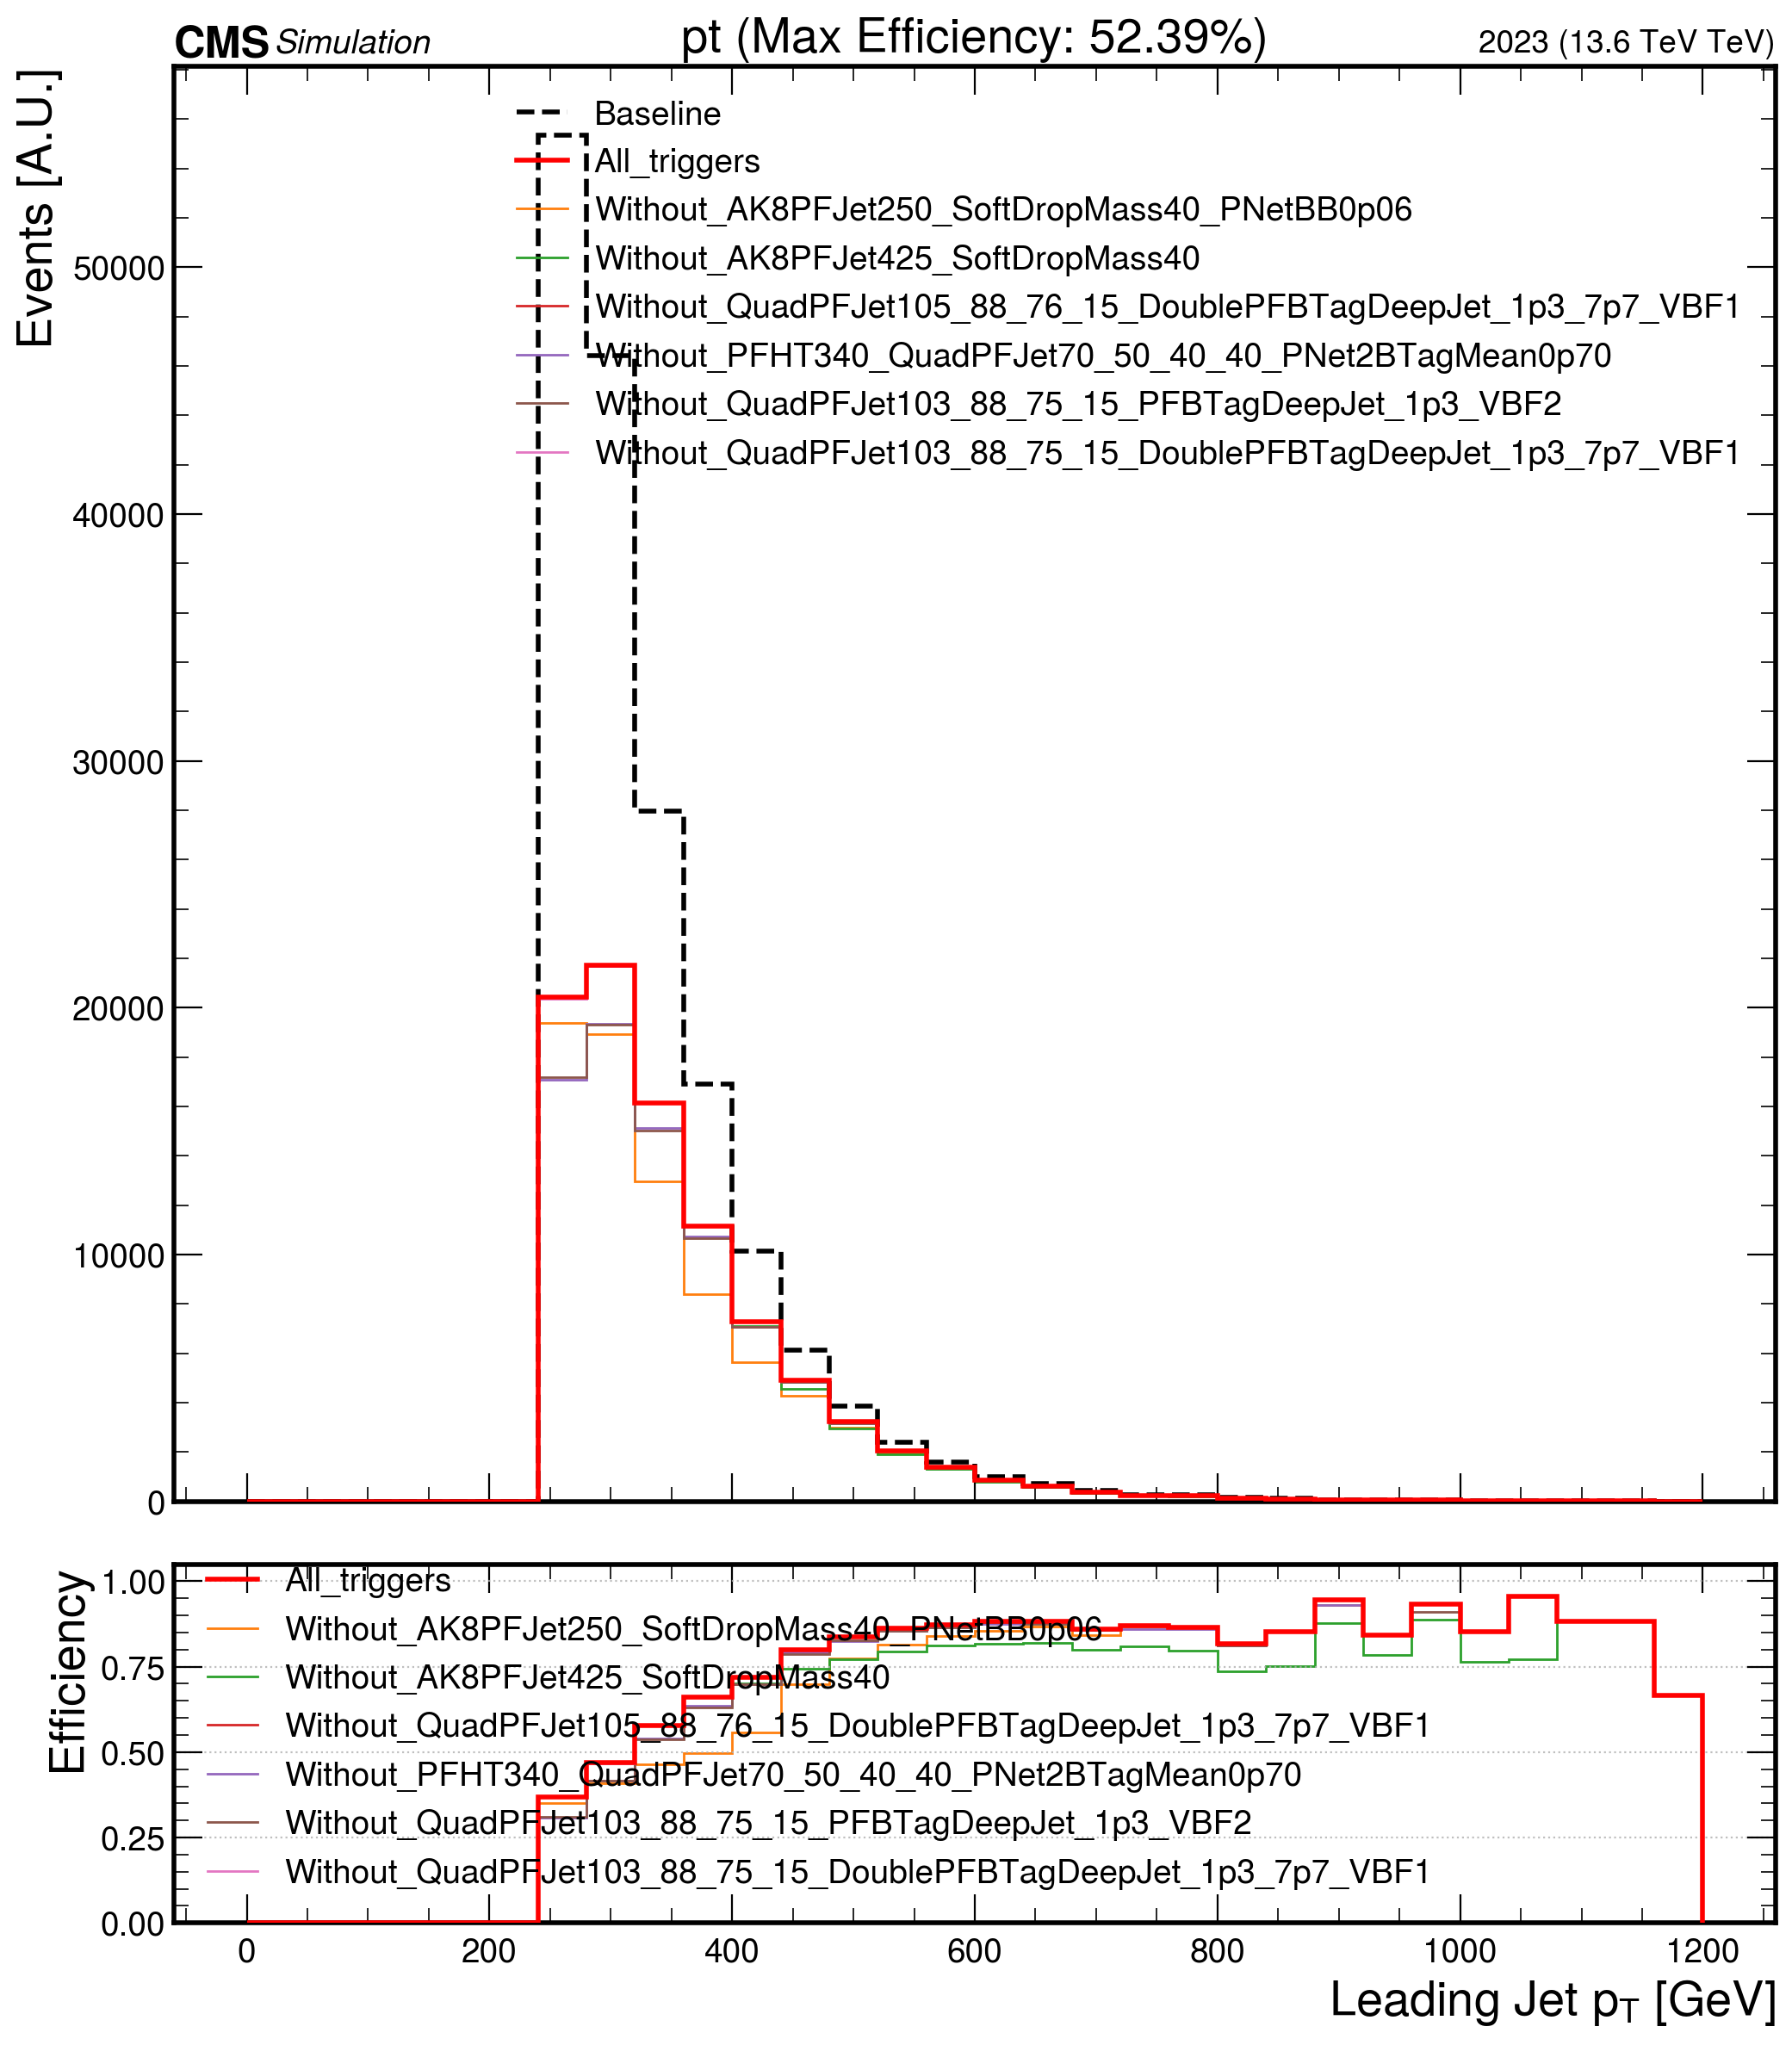 CMS Simulation pt (Max Efficiency: 52.39%) 2023 (13.6 TeV TeV)
Events [A.U.]
Baseline
All_triggers
Without_AK8PFJet250_SoftDropMass40_PNetBB0p06
Without_AK8PFJet425_SoftDropMass40
Without_QuadPFJet105_88_76_15_DoublePFBTagDeepJet_1p3_7p7_VBF1
Without_PFHT340_QuadPFJet70_50_40_40_PNet2BTagMean0p70
Without_QuadPFJet103_88_75_15_PFBTagDeepJet_1p3_VBF2
Without_QuadPFJet103_88_75_15_DoublePFBTagDeepJet_1p3_7p7_VBF1
50000
40000
30000
20000
10000
0
Efficiency
1.00
0.75
0.50
0.25
0.00
All_triggers
Without_AK8PFJet250_SoftDropMass40_PNetBB0p06
Without_AK8PFJet425_SoftDropMass40
Without_QuadPFJet105_88_76_15_DoublePFBTagDeepJet_1p3_7p7_VBF1
Without_PFHT340_QuadPFJet70_50_40_40_PNet2BTagMean0p70
Without_QuadPFJet103_88_75_15_PFBTagDeepJet_1p3_VBF2
Without_QuadPFJet103_88_75_15_DoublePFBTagDeepJet_1p3_7p7_VBF1
0 200 400 600 800 1000 1200
Leading Jet pT [GeV]